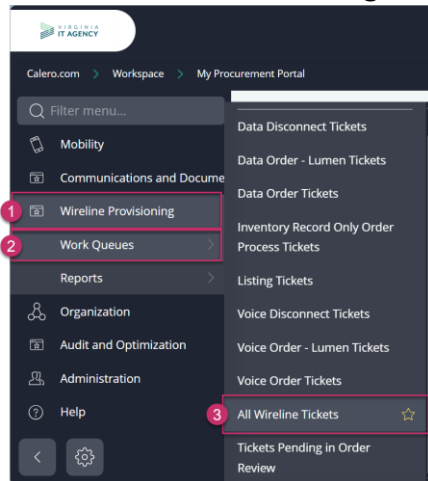 VIRGINIA
IT AGENCY
Calero.com > Workspace > My Procurement Portal
Filter menu...
Mobility
Communications and Docume
1 Wireline Provisioning
2 Work Queues >
Reports >
Organization
Audit and Optimization
Administration
Help
Data Disconnect Tickets
Data Order - Lumen Tickets
Data Order Tickets
Inventory Record Only Order
Process Tickets
Listing Tickets
Voice Disconnect Tickets
Voice Order - Lumen Tickets
Voice Order Tickets
3 All Wireline Tickets
Tickets Pending in Order
Review